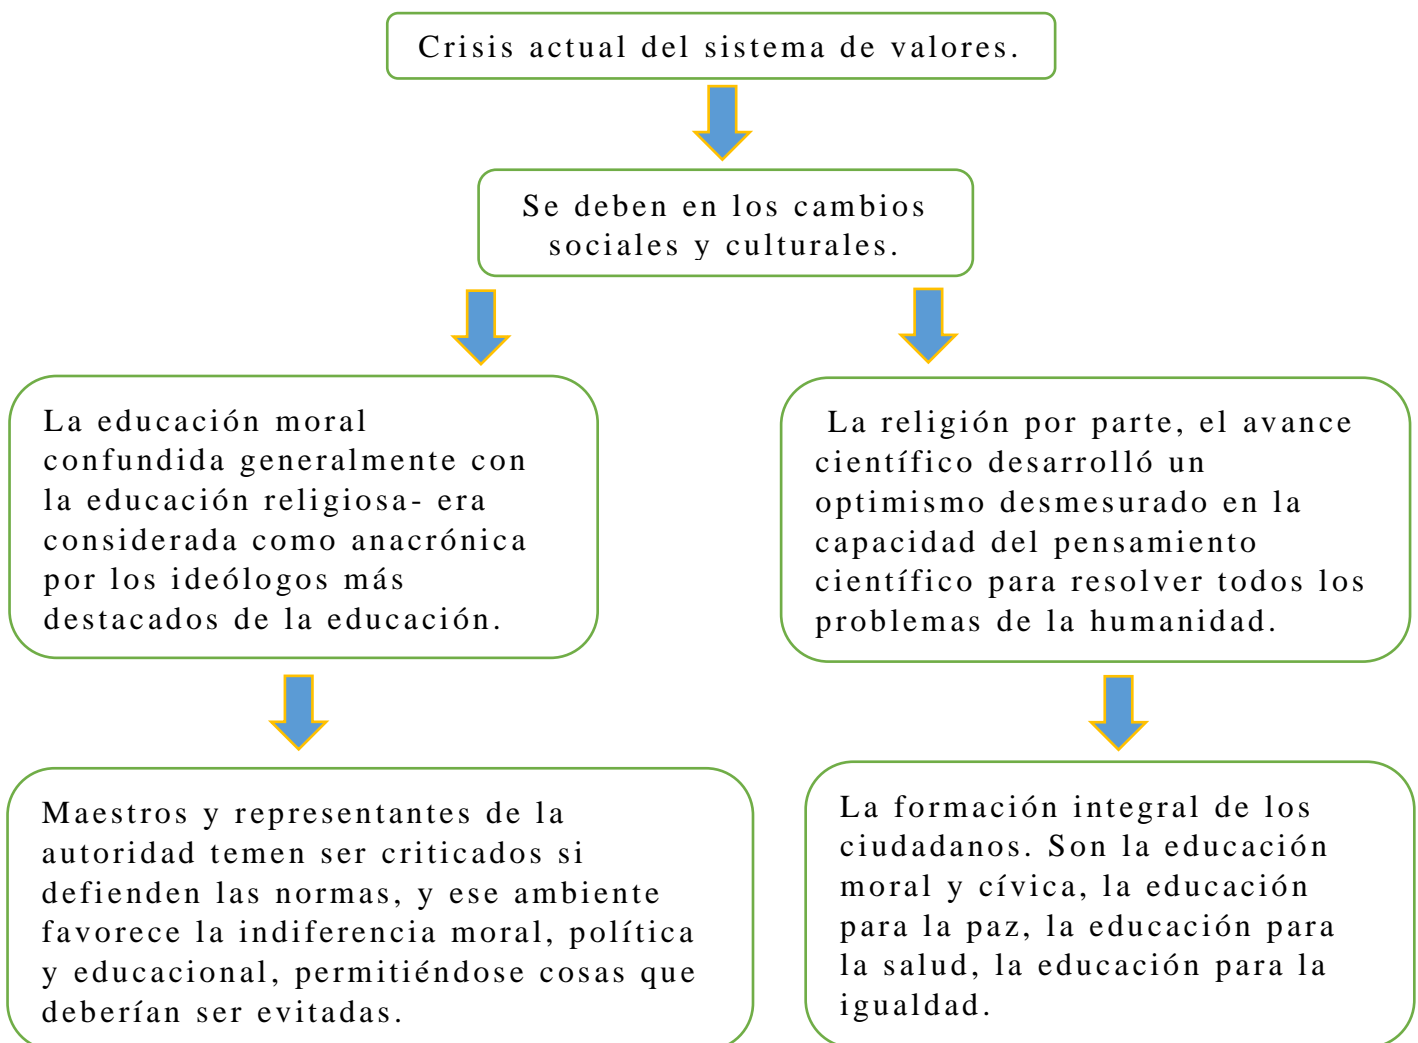 Crisis actual del sistema de valores.
Se deben en los cambios
sociales y culturales.
La educación moral
confundida generalmente con
la educación religiosa- era
considerada como anacrónica
por los ideólogos más
destacados de la educación.
La religión por parte, el avance
científico desarrolló un
optimismo desmesurado en la
capacidad del pensamiento
científico para resolver todos los
problemas de la humanidad.
Maestros y representantes de la
autoridad temen ser criticados si
defienden las normas, y ese ambiente
favorece la indiferencia moral, política
y educacional, permitiéndose cosas que
deberían ser evitadas.
La formación integral de los
ciudadanos. Son la educación
moral y cívica, la educación
para la paz, la educación para
la salud, la educación para la
igualdad.